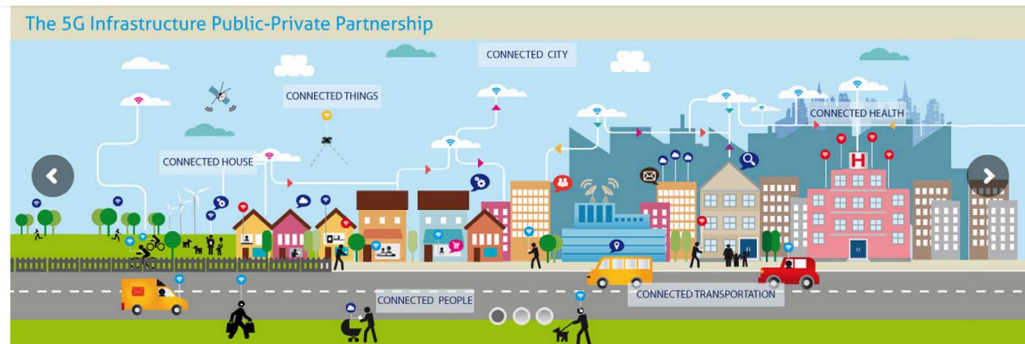 The 5G Infrastructure Public-Private Partnership
CONNECTED CITY
CONNECTED THINGS
CONNECTED HEALTH
CONNECTED HOUSE
H
CONNECTED TRANSPORTATION
CONNECTED PEOPLE